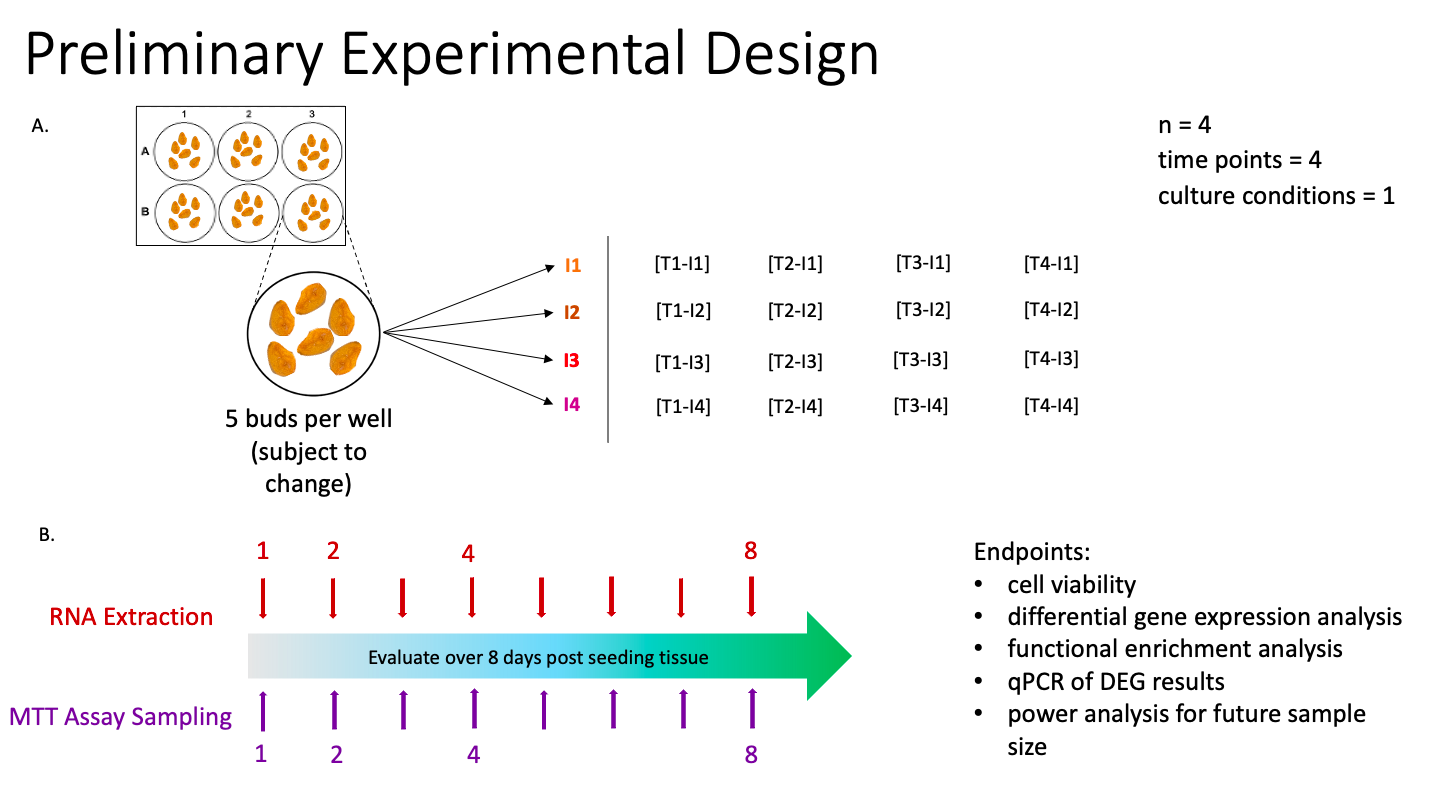 Preliminary Experimental Design
A.
1 2 3
A
B
n = 4
time points = 4
culture conditions = 1
I1 [T1-I1] [T2-I1] [T3-I1] [T4-I1]
I2 [T1-I2] [T2-I2] [T3-I2] [T4-I2]
I3 [T1-I3] [T2-I3] [T3-I3] [T4-I3]
I4 [T1-I4] [T2-I4] [T3-I4] [T4-I4]
5 buds per well
(subject to
change)
B.
1 2 4 8
RNA Extraction
Evaluate over 8 days post seeding tissue
MTT Assay Sampling
1 2 4 8
Endpoints:
• cell viability
• differential gene expression analysis
• functional enrichment analysis
• qPCR of DEG results
• power analysis for future sample
size